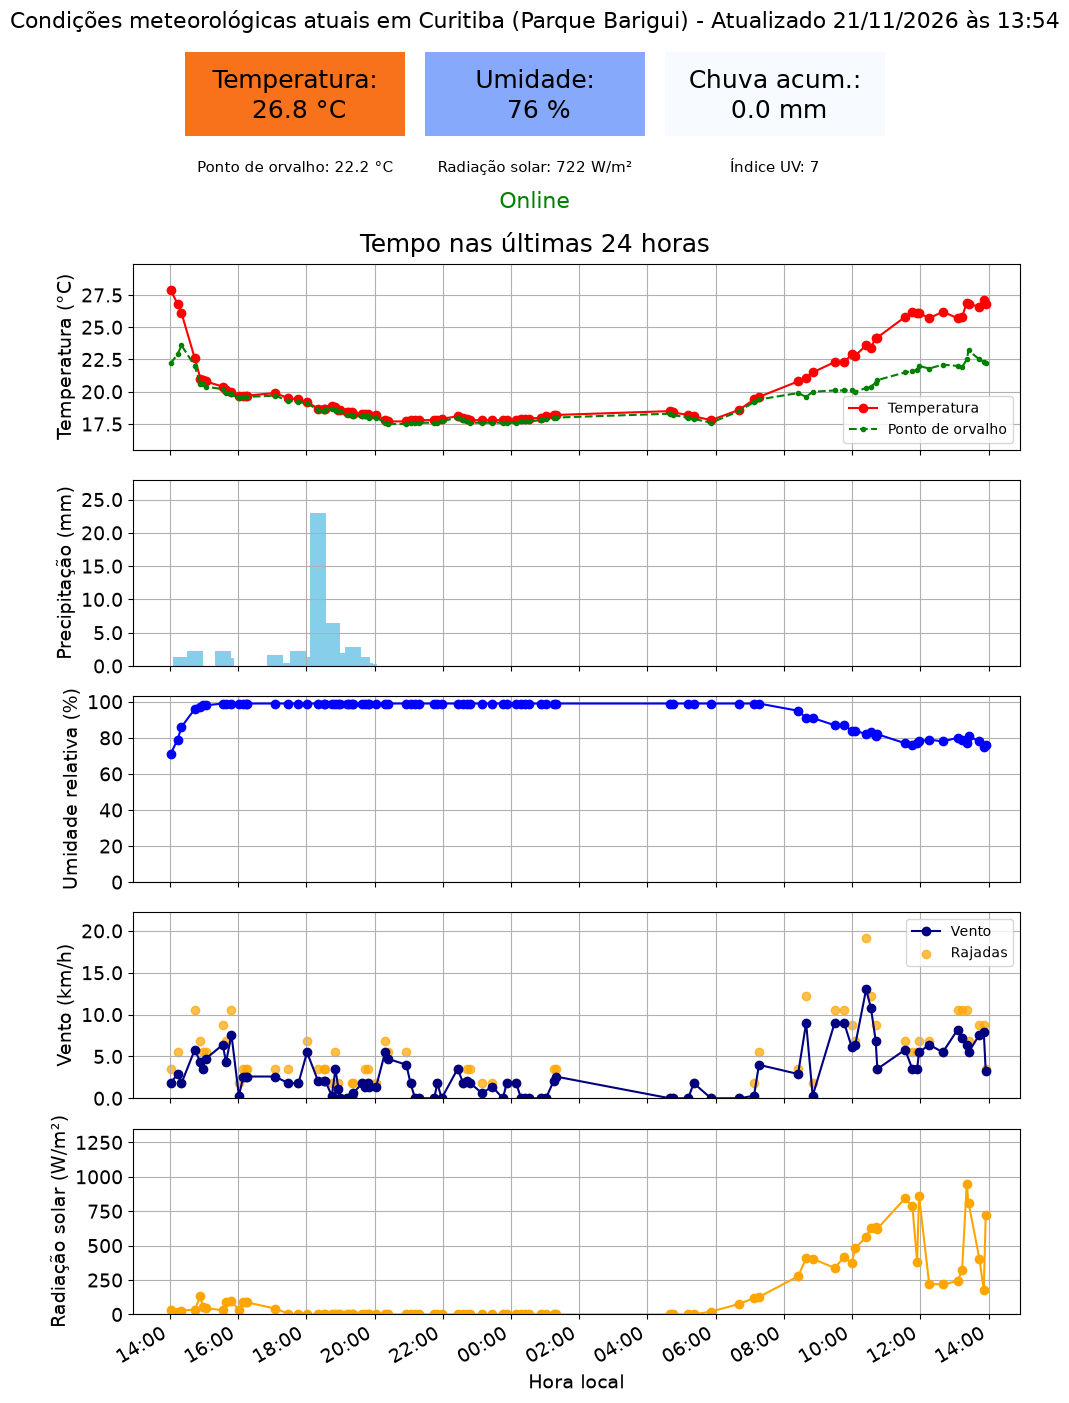 Condições meteorológicas atuais em Curitiba (Parque Barigui) - Atualizado 21/11/2026 às 13:54
Temperatura:
26.8 °C
Umidade:
76 %
Chuva acum.:
0.0 mm
Ponto de orvalho: 22.2 °C
Radiação solar: 722 W/m²
Índice UV: 7
Online
Tempo nas últimas 24 horas
Temperatura (°C)
27.5
25.0
22.5
20.0
17.5
Temperatura
Ponto de orvalho
Precipitação (mm)
25.0
20.0
15.0
10.0
5.0
0.0
Umidade relativa (%)
100
80
60
40
20
0
Vento (km/h)
20.0
15.0
10.0
5.0
0.0
Vento
Rajadas
Radiação solar (W/m²)
1250
1000
750
500
250
0
14:00
16:00
18:00
20:00
22:00
00:00
02:00
04:00
06:00
08:00
10:00
12:00
14:00
Hora local